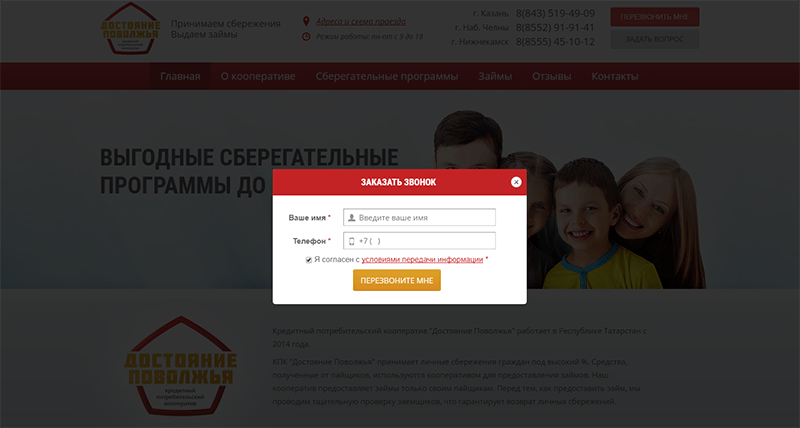 ДОСТОЯНИЕ
ПОВОЛЖЬЯ
кредитный
потребительский
кооператив
Принимаем сбережения
Выдаем займы
Адреса и схема проезда
Режим работы: пн-пт с 9 до 18
г. Казань 8(843) 519-49-09
г. Наб. Челны 8(8552) 91-91-41
г. Нижнекамск 8(8555) 45-10-12
ПЕРЕЗВОНИТЬ МНЕ
ЗАДАТЬ ВОПРОС
Главная О кооперативе Сберегательные программы Займы Отзывы Контакты
ВЫГОДНЫЕ СБЕРЕГАТЕЛЬНЫЕ
ПРОГРАММЫ ДО
ЗАКАЗАТЬ ЗВОНОК
Ваше имя * Введите ваше имя
Телефон * +7 ( )
Я согласен с условиями передачи информации *
ПЕРЕЗВОНИТЕ МНЕ
ДОСТОЯНИЕ
ПОВОЛЖЬЯ
кредитный
потребительский
кооператив
Кредитный потребительский кооператив "Достояние Поволжья" работает в Республике Татарстан с
2014 года.
КПК "Достояние Поволжья" принимает личные сбережения граждан под высокий %. Средства,
полученные от пайщиков, используются кооперативом для предоставления займов. Наш
кооператив предоставляет займы только своим пайщикам. Перед тем, как предоставить займ, мы
проводим тщательную проверку заемщиков, что гарантирует возврат личных сбережений.